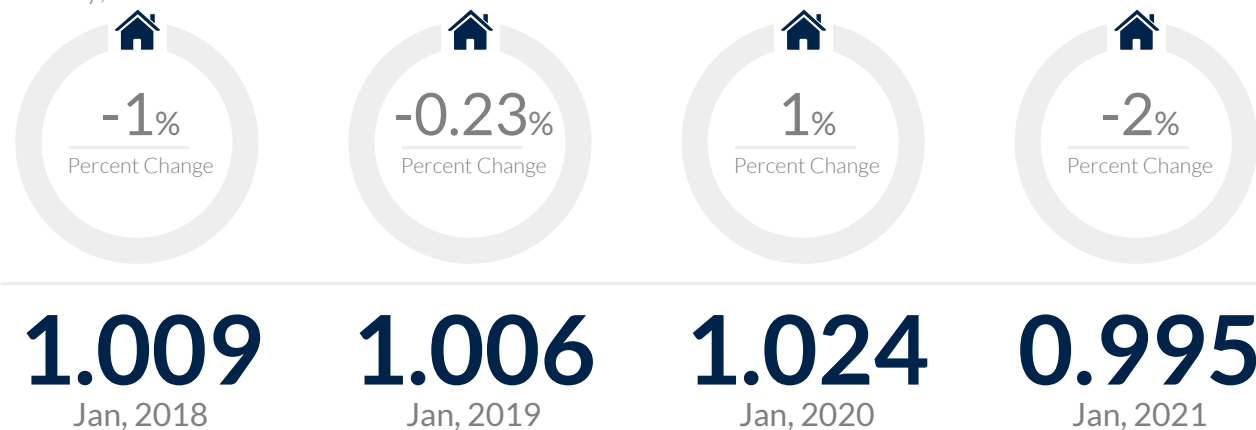 -1% -0.23% 1% -2%
Percent Change Percent Change Percent Change Percent Change
1.009 1.006 1.024 0.995
Jan, 2018 Jan, 2019 Jan, 2020 Jan, 2021